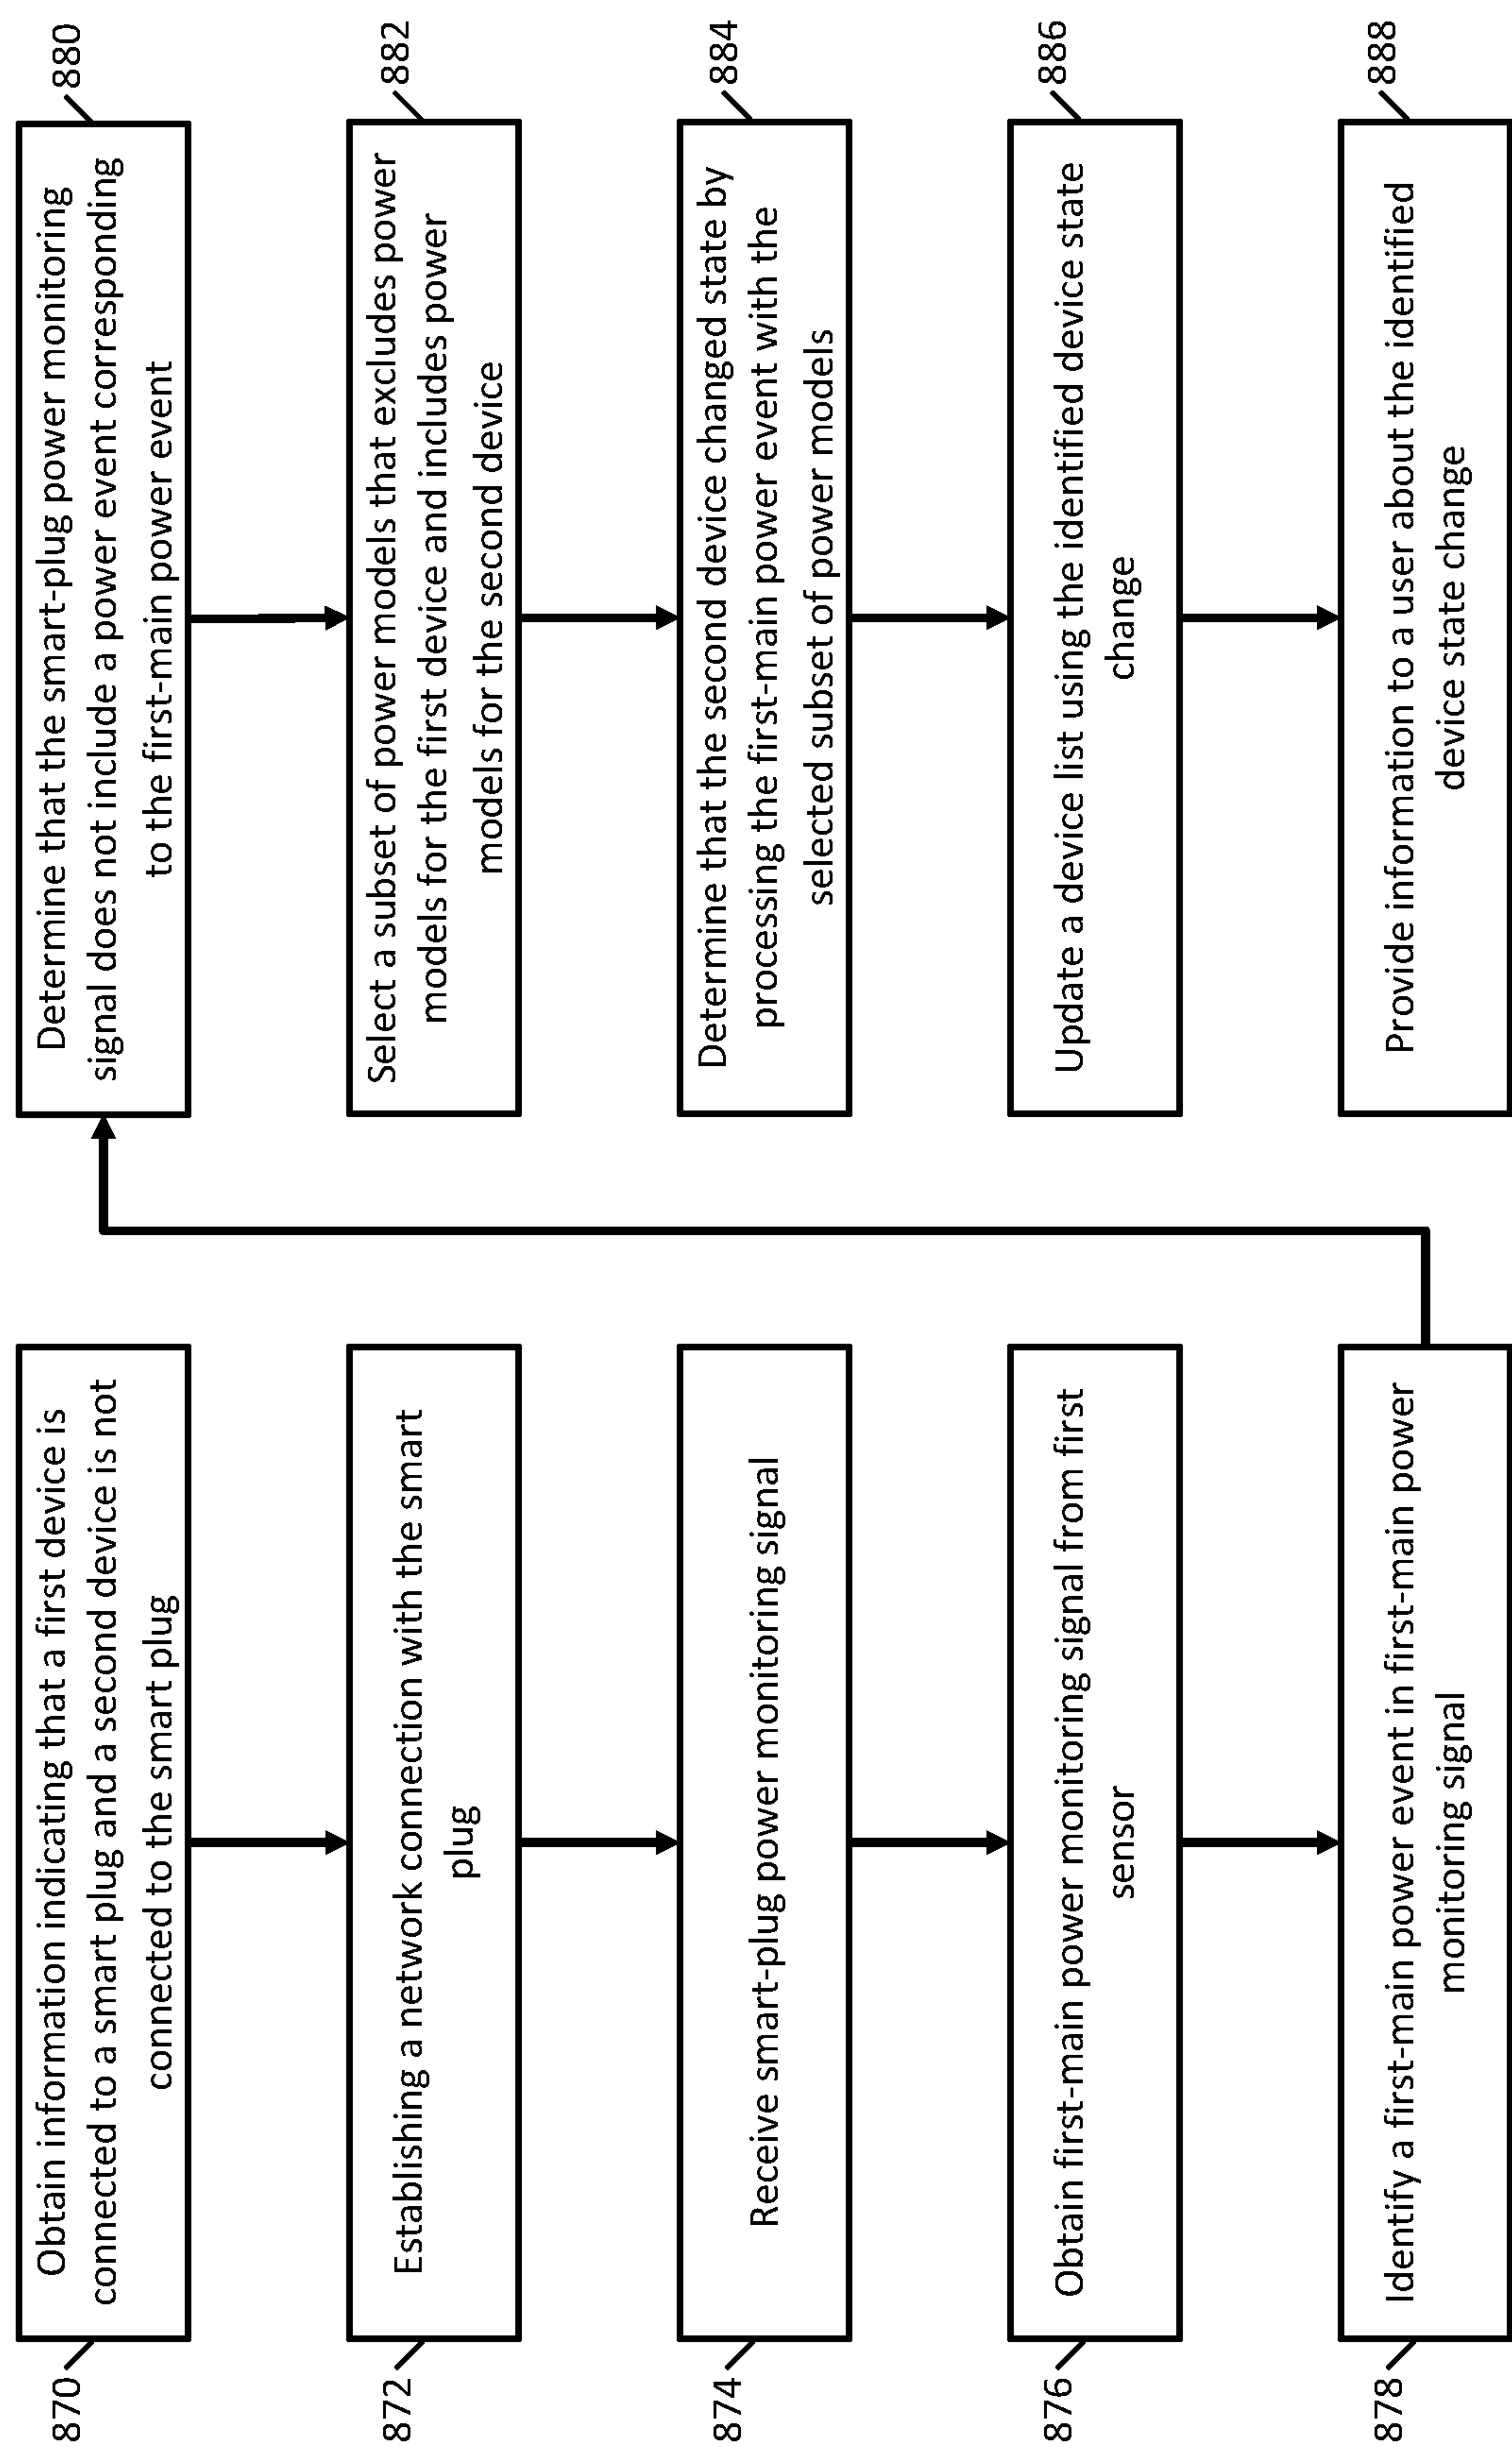 870
Obtain information indicating that a first device is
connected to a smart plug and a second device is not
connected to the smart plug
872
Establishing a network connection with the smart
plug
874
Receive smart-plug power monitoring signal
876
Obtain first-main power monitoring signal from first
sensor
878
Identify a first-main power event in first-main power
monitoring signal
880
Determine that the smart-plug power monitoring
signal does not include a power event corresponding
to the first-main power event
882
Select a subset of power models that excludes power
models for the first device and includes power
models for the second device
884
Determine that the second device changed state by
processing the first-main power event with the
selected subset of power models
886
Update a device list using the identified device state
change
888
Provide information to a user about the identified
device state change